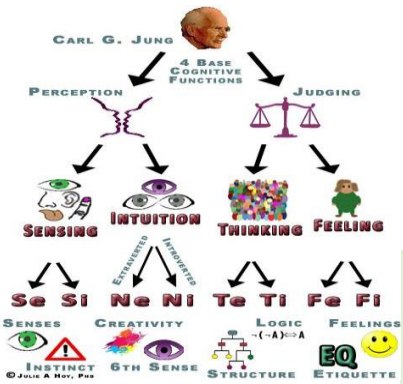 CARL G. JUNG
4 BASE
COGNITIVE
FUNCTIONS
PERCEPTION
JUDGING
SENSING
INTUITION
THINKING
FEELING
EXTRAVERTED
INTROVERTED
Se Si Ne Ni Te Ti Fe Fi
SENSES CREATIVITY LOGIC FEELINGS
¬(¬A)⇔A
EQ
INSTINCT 6TH SENSE STRUCTURE ETIQUETTE
© JULIE A HOY, PHD